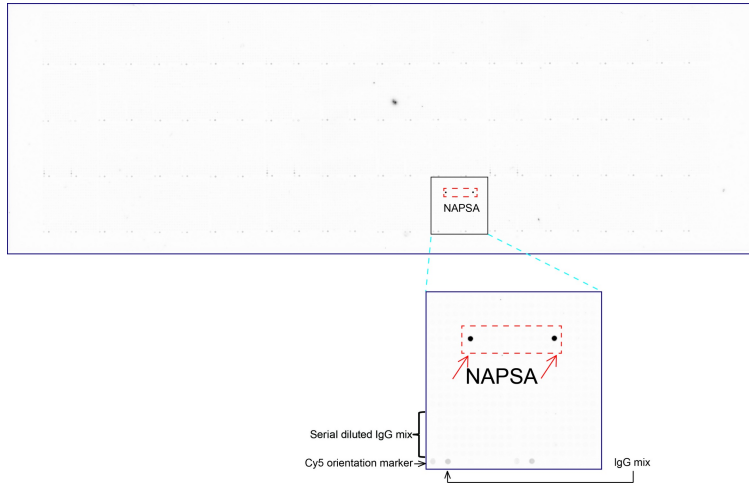 NAPSA
NAPSA
Serial diluted IgG mix
Cy5 orientation marker
IgG mix